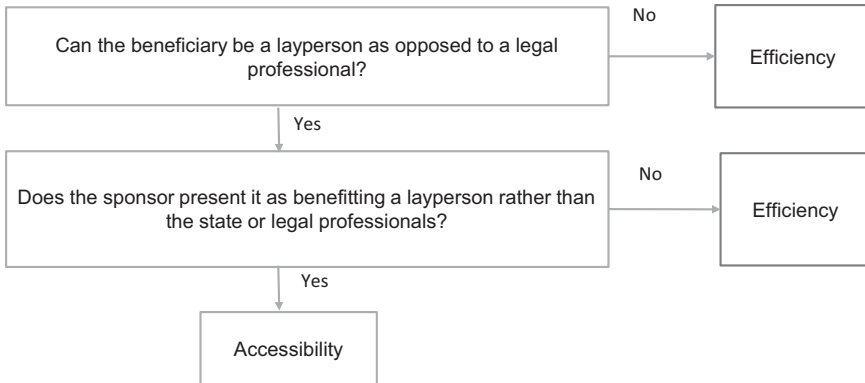 No
Can the beneficiary be a layperson as opposed to a legal
professional?
Efficiency
Yes
Does the sponsor present it as benefitting a layperson rather than
the state or legal professionals?
No
Efficiency
Yes
Accessibility